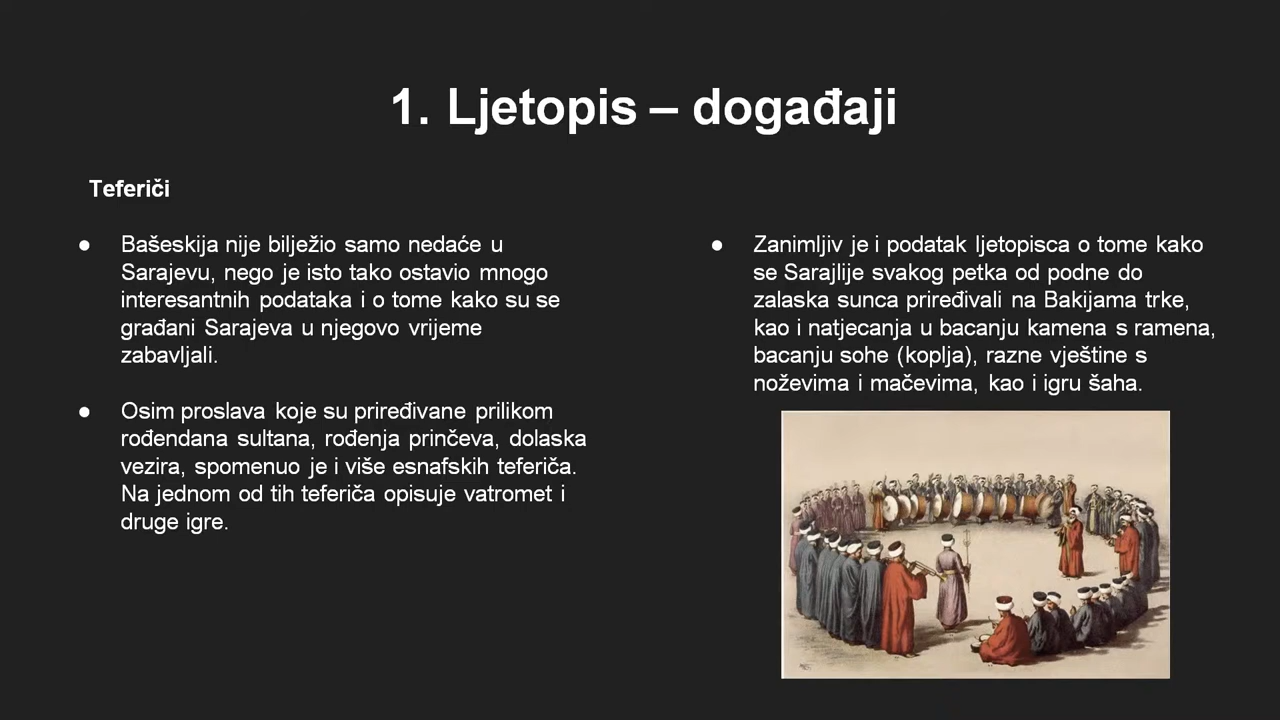 1. Ljetopis – događaji
Teferiči
● Bašeskija nije bilježio samo nedaće u
Sarajevu, nego je isto tako ostavio mnogo
interesantnih podataka i o tome kako su se
građani Sarajeva u njegovo vrijeme
zabavljali.
● Osim proslava koje su priređivane prilikom
rođendana sultana, rođenja prinčeva, dolaska
vezira, spomenuo je i više esnafskih teferiča.
Na jednom od tih teferiča opisuje vatromet i
druge igre.
● Zanimljiv je i podatak ljetopisca o tome kako
se Sarajlije svakog petka od podne do
zalaska sunca priređivali na Bakijama trke,
kao i natjecanja u bacanju kamena s ramena,
bacanju sohe (koplja), razne vještine s
noževima i mačevima, kao i igru šaha.